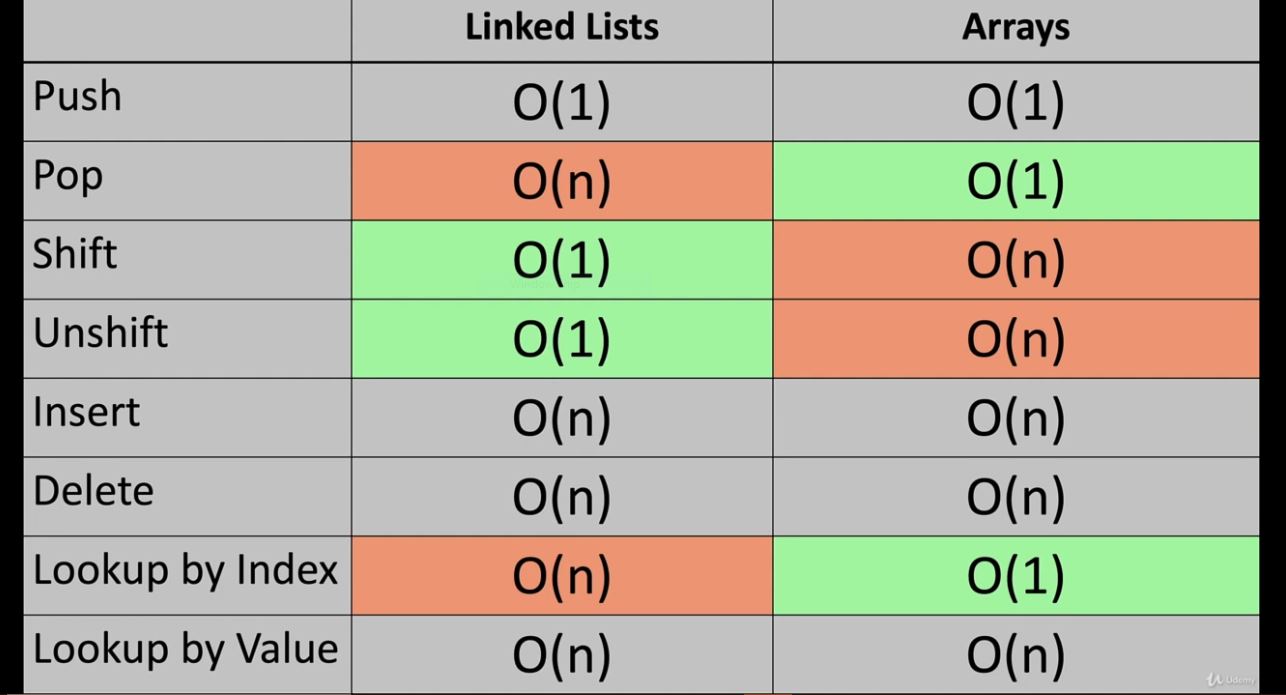 Linked Lists Arrays
Push O(1) O(1)
Pop O(n) O(1)
Shift O(1) O(n)
Unshift O(1) O(n)
Insert O(n) O(n)
Delete O(n) O(n)
Lookup by Index O(n) O(1)
Lookup by Value O(n) O(n)
Udemy